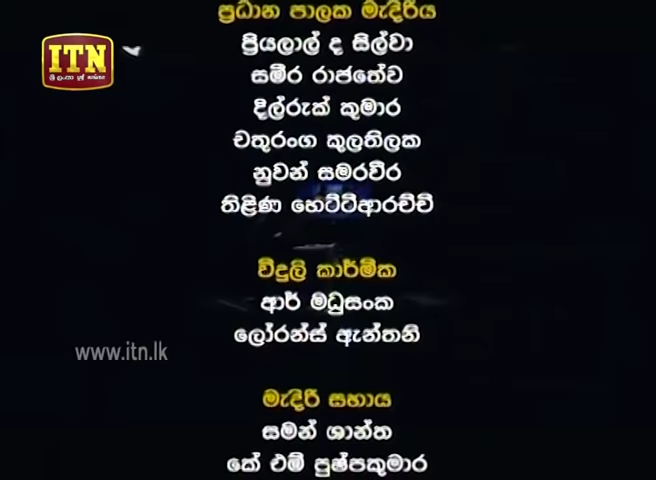 ප්‍රධාන පාලක මැදිරිය
ITN
ශ්‍රී ලංකා
ප්‍රියලාල් ද සිල්වා
සමීර රාජතේව
දිල්රුක් කුමාර
චතුරංග කුලතිලක
නුවන් සමරවීර
තිළිණ හෙට්ටිආරච්චි
විදුලි කාර්මික
ආර් මධුසංක
ලෝරන්ස් ඇන්තනි
www.itn.lk
මැදිරි සහාය
සමන් ශාන්ත
කේ එම් පුෂ්පකුමාර